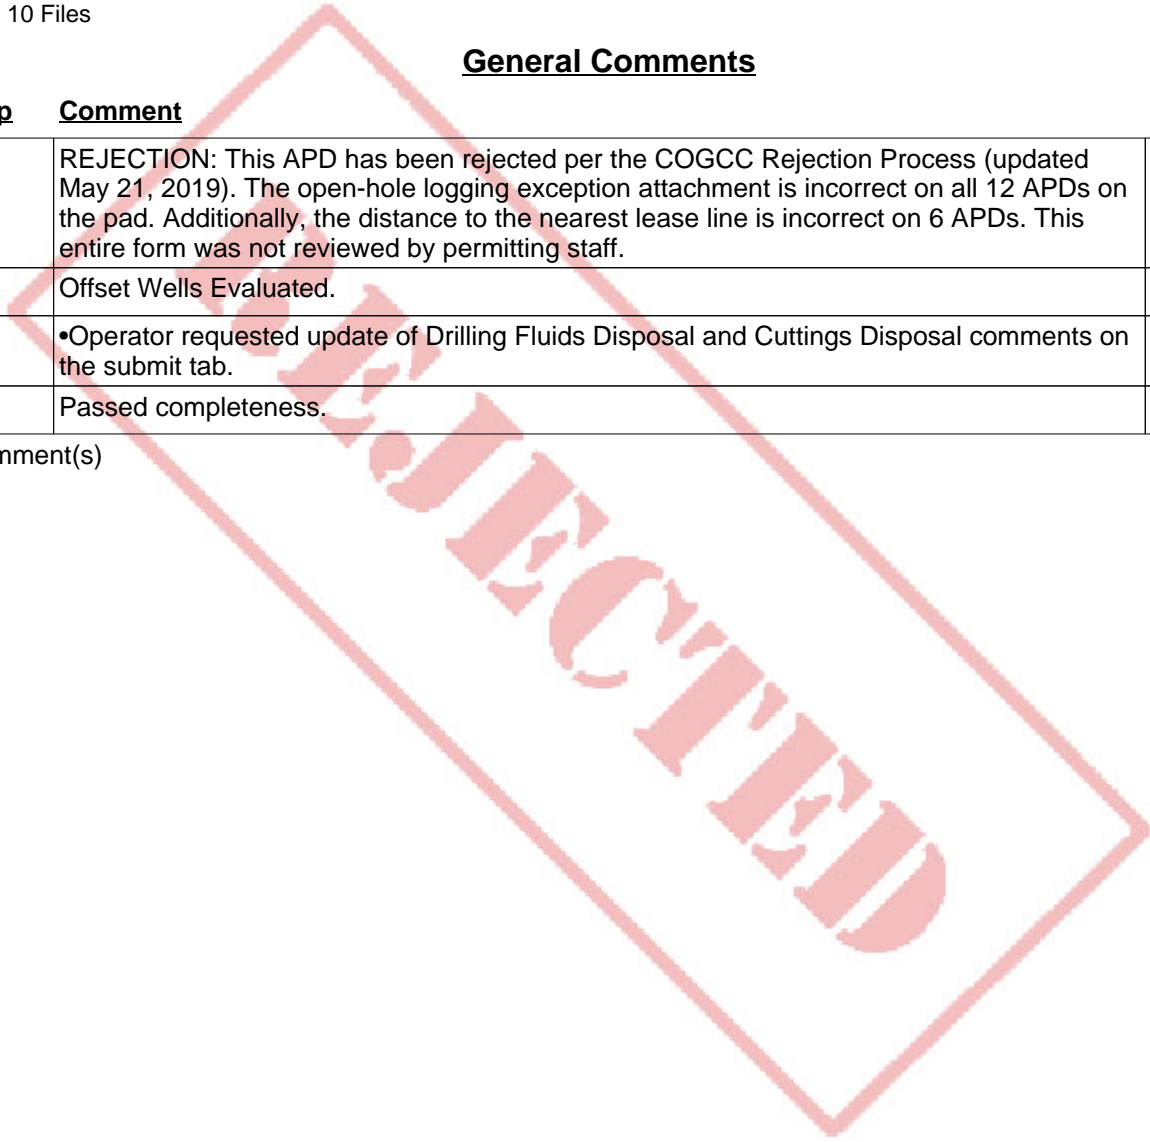 10 Files
General Comments
p Comment
REJECTION: This APD has been rejected per the COGCC Rejection Process (updated
May 21, 2019). The open-hole logging exception attachment is incorrect on all 12 APDs on
the pad. Additionally, the distance to the nearest lease line is incorrect on 6 APDs. This
entire form was not reviewed by permitting staff.
Offset Wells Evaluated.
•Operator requested update of Drilling Fluids Disposal and Cuttings Disposal comments on
the submit tab.
Passed completeness.
mment(s)
REJECTED